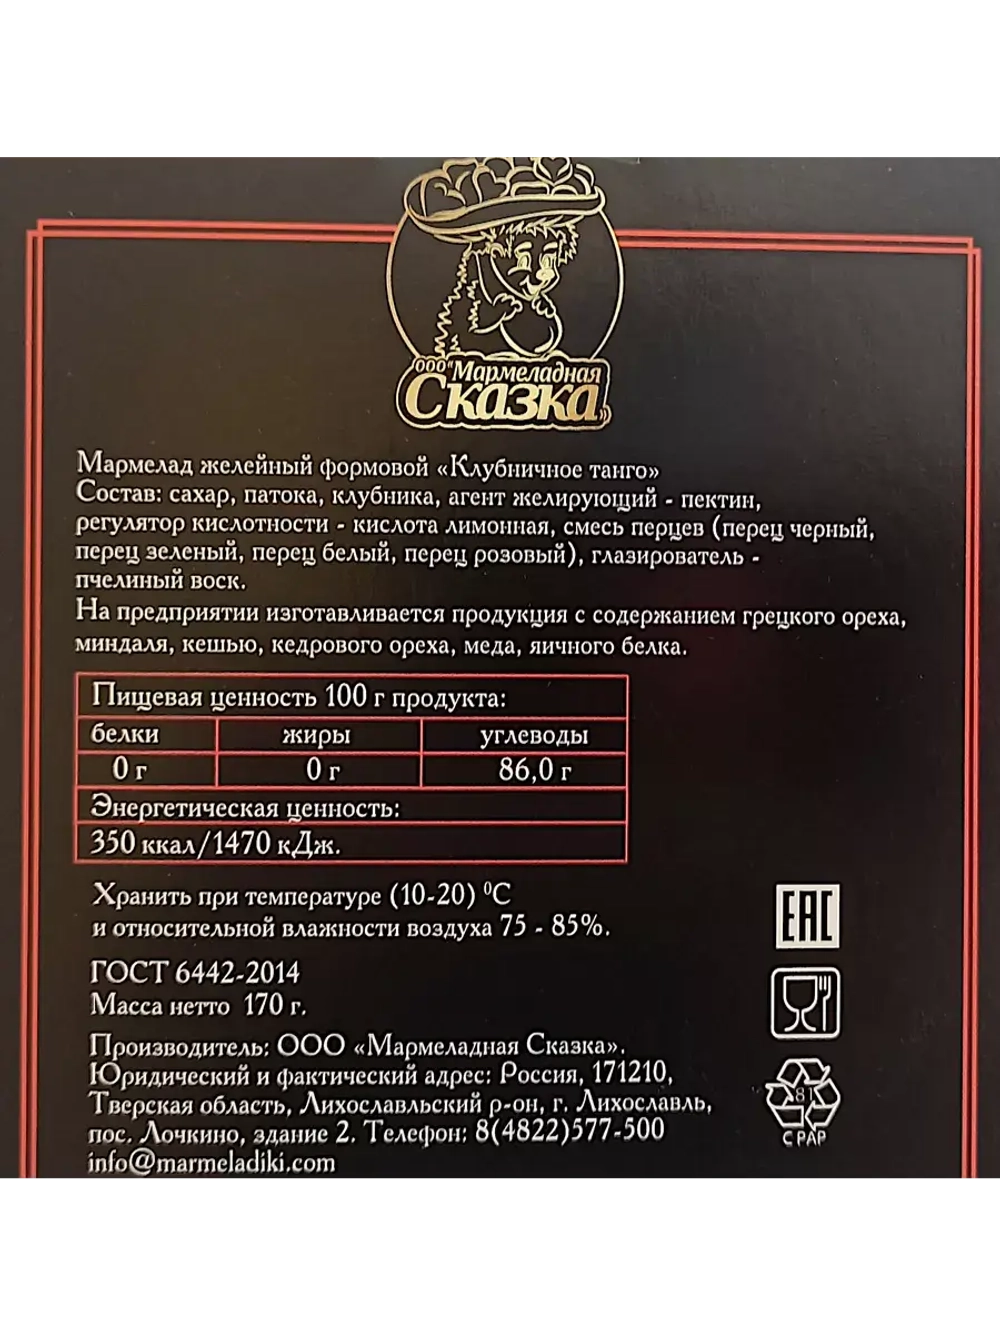 ООО "Мармеладная
Сказка"
Мармелад желейный формовой «Клубничное танго»
Состав: сахар, патока, клубника, агент желирующий - пектин,
регулятор кислотности - кислота лимонная, смесь перцев (перец черный,
перец зеленый, перец белый, перец розовый), глазирователь -
пчелиный воск.
На предприятии изготавливается продукция с содержанием грецкого ореха,
миндаля, кешью, кедрового ореха, меда, яичного белка.
Пищевая ценность 100 г продукта:
белки жиры углеводы
0 г 0 г 86,0 г
Энергетическая ценность:
350 ккал/1470 кДж.
Хранить при температуре (10-20) ⁰С
и относительной влажности воздуха 75 - 85%.
EAC
ГОСТ 6442-2014
Масса нетто 170 г.
Производитель: ООО «Мармеладная Сказка».
Юридический и фактический адрес: Россия, 171210,
Тверская область, Лихославльский р-он, г. Лихославль,
пос. Лочкино, здание 2. Телефон: 8(4822)577-500
info@marmeladiki.com
81
C PAP